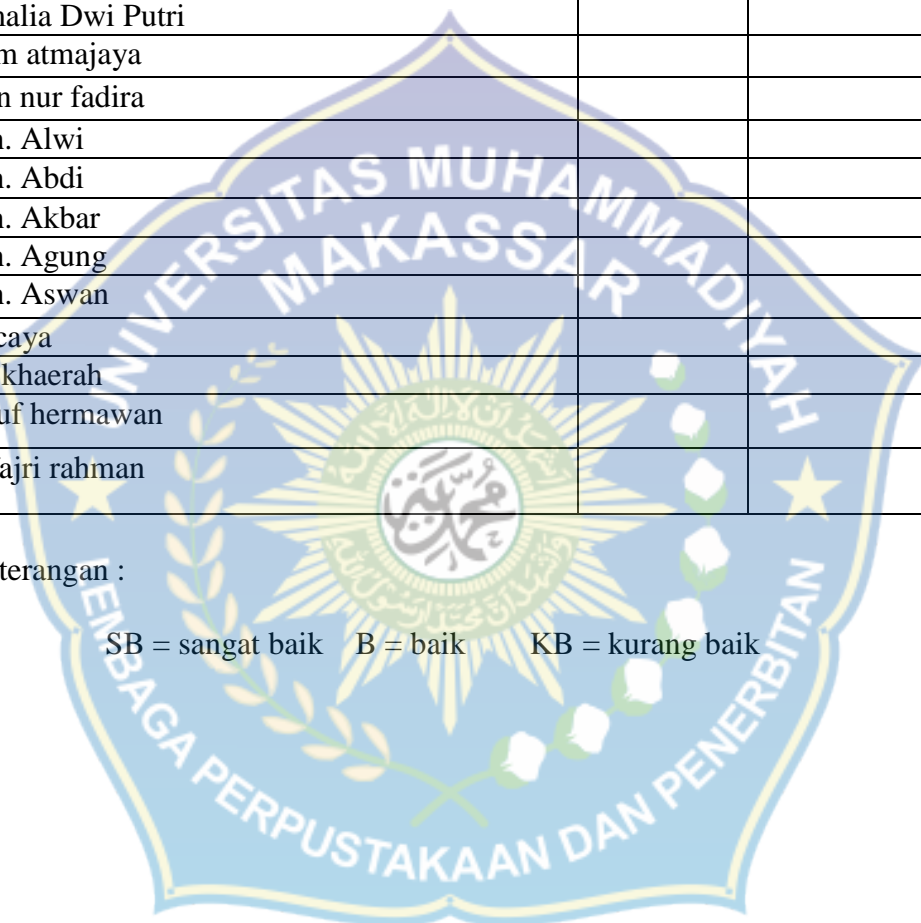 nalia Dwi Putri
m atmajaya
n nur fadira
n. Alwi
n. Abdi
n. Akbar
n. Agung
n. Aswan
caya
khaerah
uf hermawan
ajri rahman
terangan :
SB = sangat baik B = baik KB = kurang baik
UNIVERSITAS MUHAMMADIYAH
MAKASSAR
LEMBAGA PERPUSTAKAAN DAN PENERBITAN